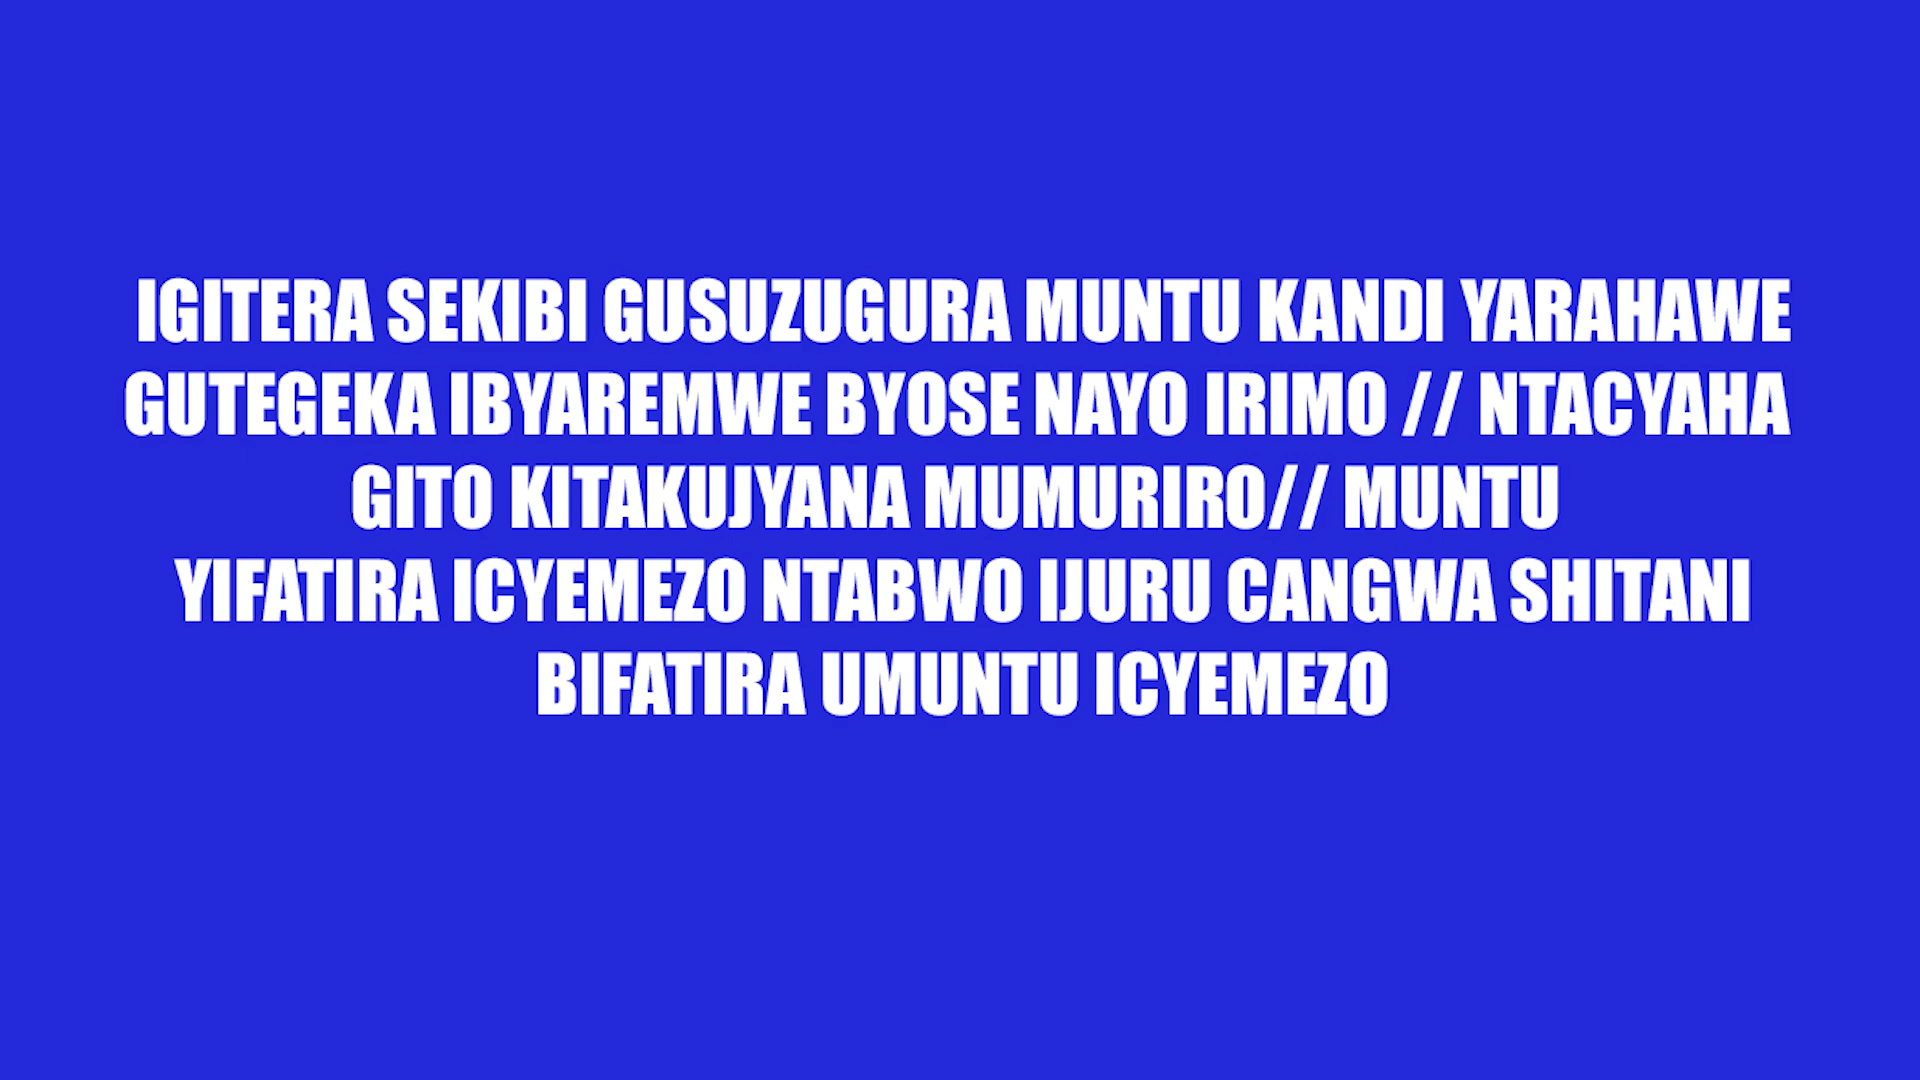 IGITERA SEKIBI GUSUZUGURA MUNTU KANDI YARAHAWE
GUTEGEKA IBYAREMWE BYOSE NAYO IRIMO // NTACYAHA
GITO KITAKUJYANA MUMURIRO// MUNTU
YIFATIRA ICYEMEZO NTABWO IJURU CANGWA SHITANI
BIFATIRA UMUNTU ICYEMEZO